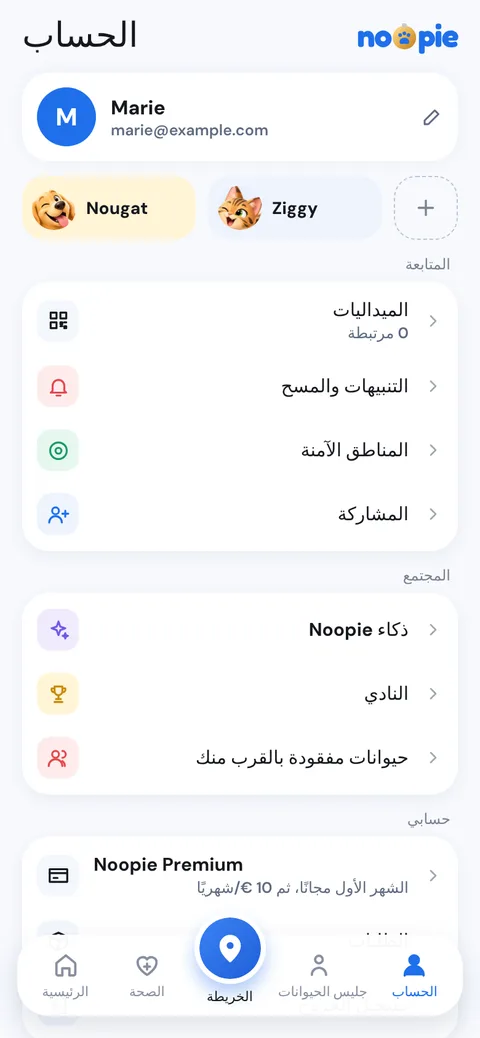 الحساب
noopie
M
Marie
marie@example.com
Nougat
Ziggy
المتابعة
الميداليات
0 مرتبطة
التنبيهات والمسح
المناطق الآمنة
المشاركة
المجتمع
ذكاء Noopie
النادي
حيوانات مفقودة بالقرب منك
حسابي
Noopie Premium
الشهر الأول مجانًا، ثم 10 €/شهريًا
الرئيسية
الصحة
الخريطة
جليس الحيوانات
الحساب